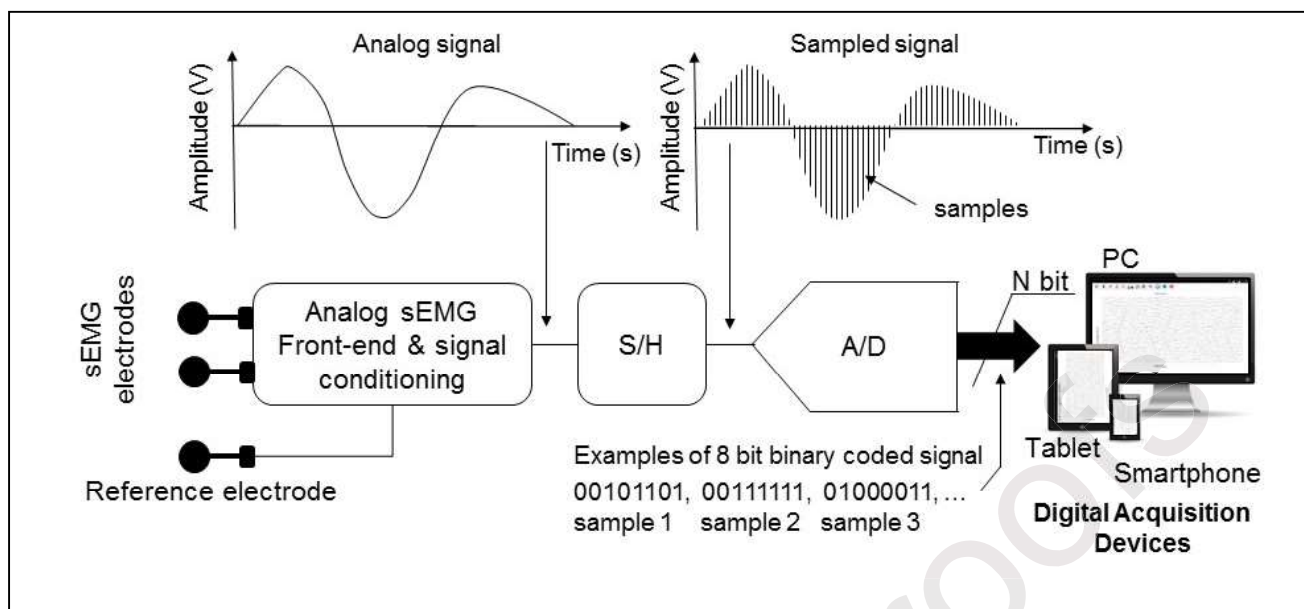 Analog signal
Sampled signal
Amplitude (V)
Time (s)
Amplitude (V)
Time (s)
samples
sEMG
electrodes
Analog sEMG
Front-end & signal
conditioning
S/H
A/D
N bit
PC
Reference electrode
Examples of 8 bit binary coded signal
00101101, 00111111, 01000011, ...
sample 1 sample 2 sample 3
Tablet
Smartphone
Digital Acquisition
Devices